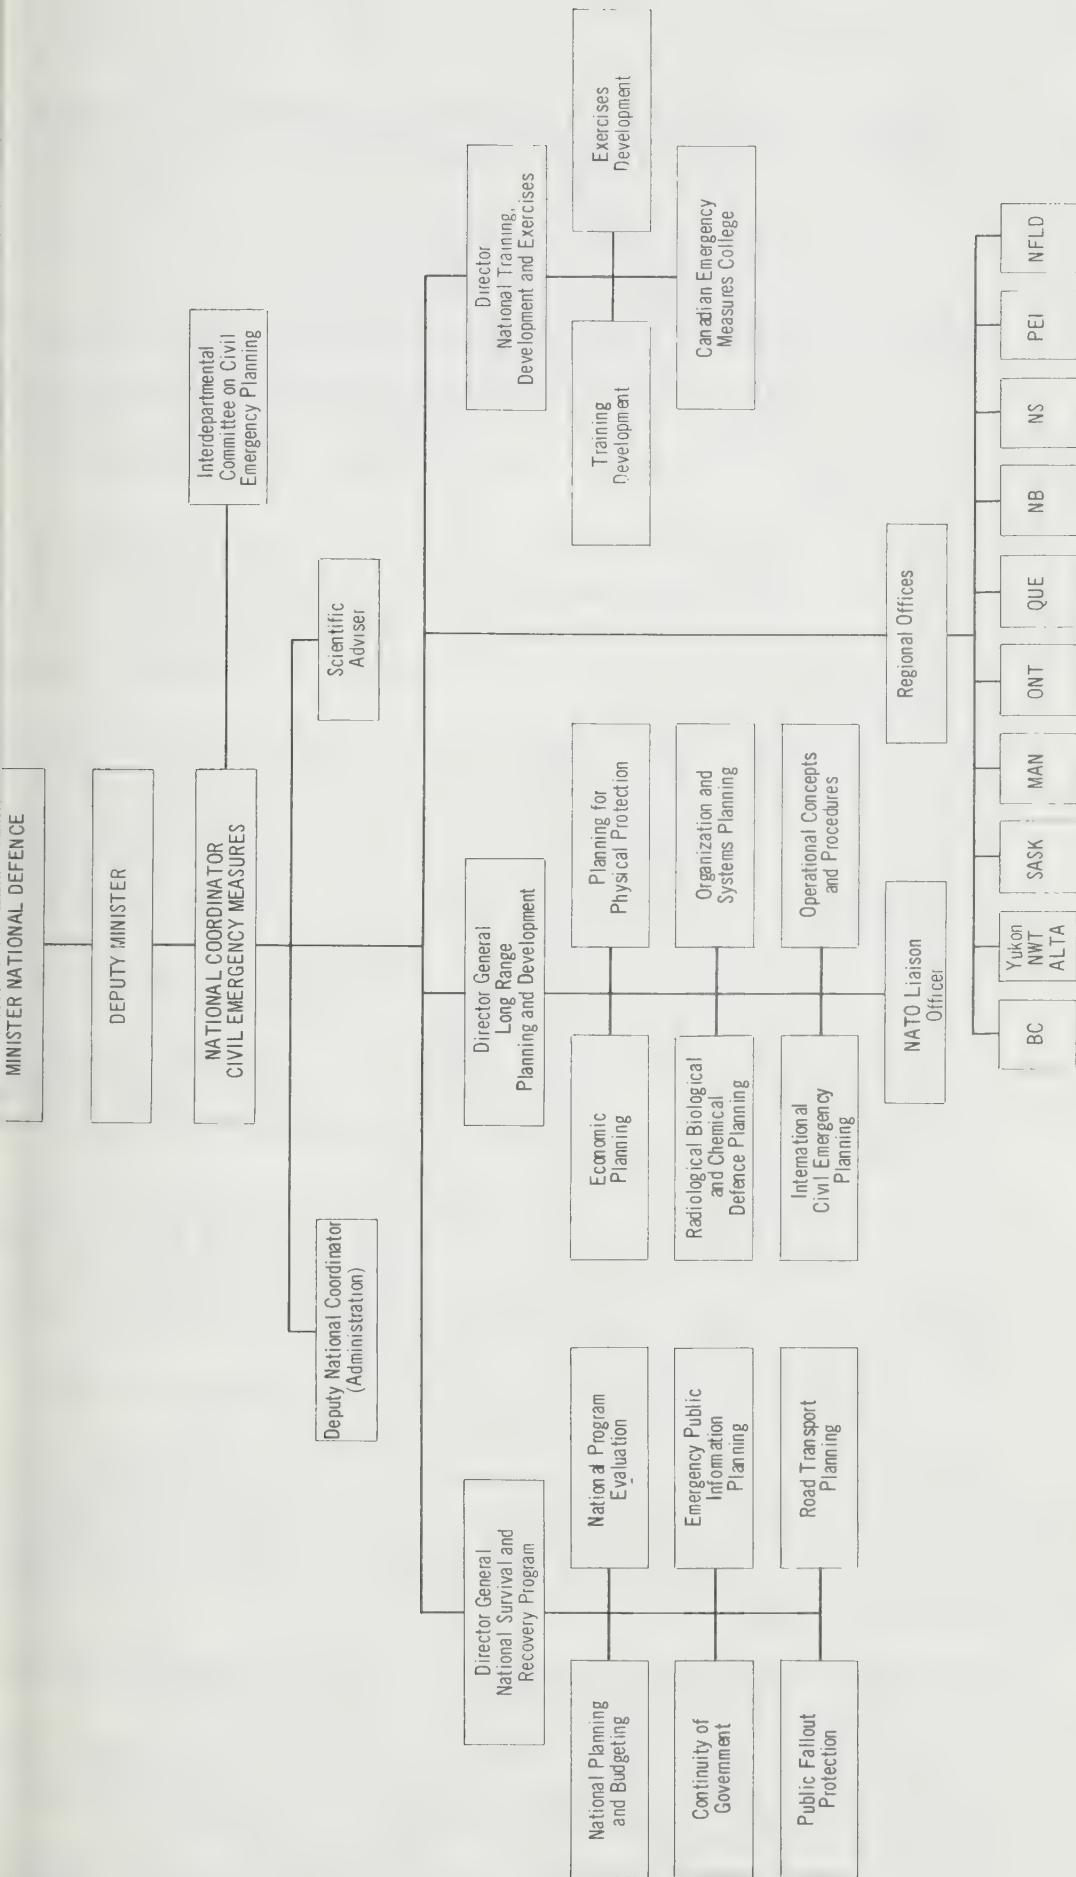 MINISTER NATIONAL DEFENCE
DEPUTY MINISTER
NATIONAL COORDINATOR
CIVIL EMERGENCY MEASURES
Interdepartmental
Committee on Civil
Emergency Planning
Deputy National Coordinator
(Administration)
Scientific
Adviser
Director General
National Survival and
Recovery Program
National Planning
and Budgeting
National Program
Evaluation
Continuity of
Government
Emergency Public
Information
Planning
Public Fallout
Protection
Road Transport
Planning
Director General
Long Range
Planning and Development
Economic
Planning
Planning for
Physical Protection
Radiological Biological
and Chemical
Defence Planning
Organization and
Systems Planning
International
Civil Emergency
Planning
Operational Concepts
and Procedures
NATO Liaison
Officer
Director
National Training,
Development and Exercises
Training
Development
Exercises
Development
Canadian Emergency
Measures College
Regional Offices
BC
Yukon
NWT
ALTA
SASK
MAN
ONT
QUE
NB
NS
PEI
NFLD